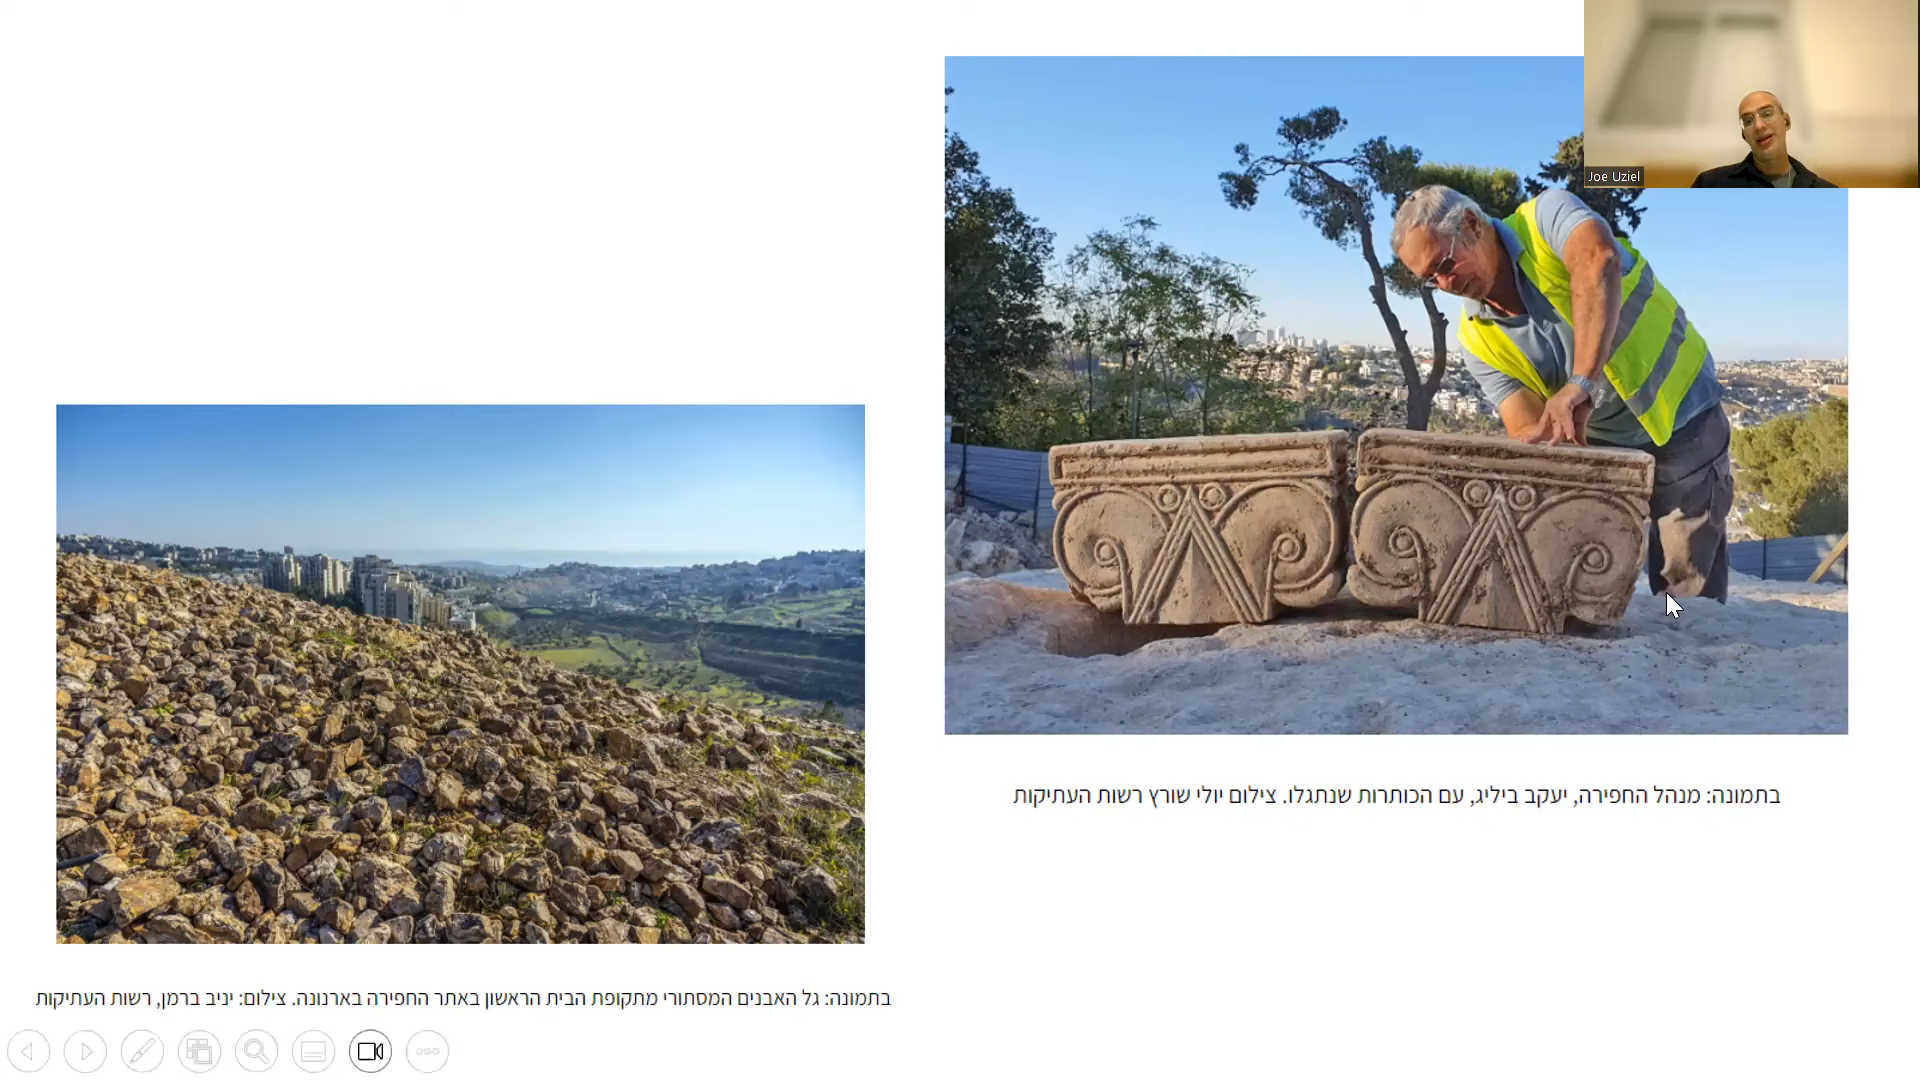 Joe Uziel
בתמונה: מנהל החפירה, יעקב ביליג, עם הכותרות שנתגלו. צילום יולי שורץ רשות העתיקות
בתמונה: גל האבנים המסתורי מתקופת הבית הראשון באתר החפירה בארנונה. צילום: יניב ברמן, רשות העתיקות